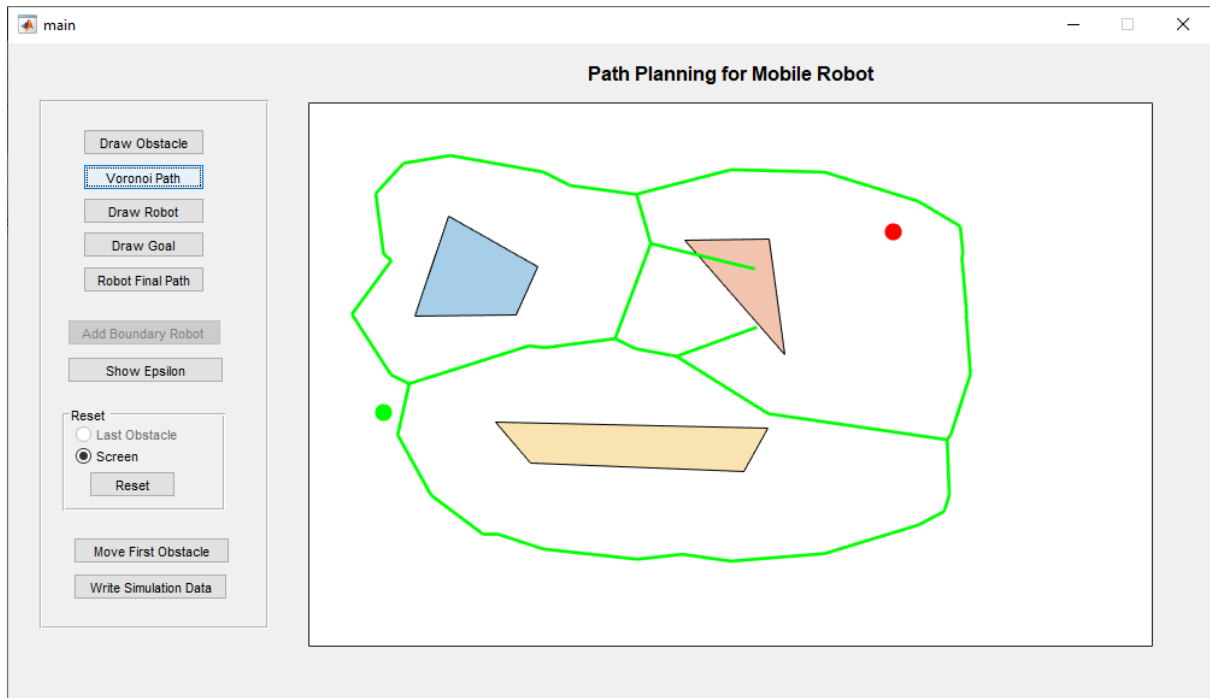 main
Path Planning for Mobile Robot
Draw Obstacle
Voronoi Path
Draw Robot
Draw Goal
Robot Final Path
Add Boundary Robot
Show Epsilon
Reset
Last Obstacle
Screen
Reset
Move First Obstacle
Write Simulation Data